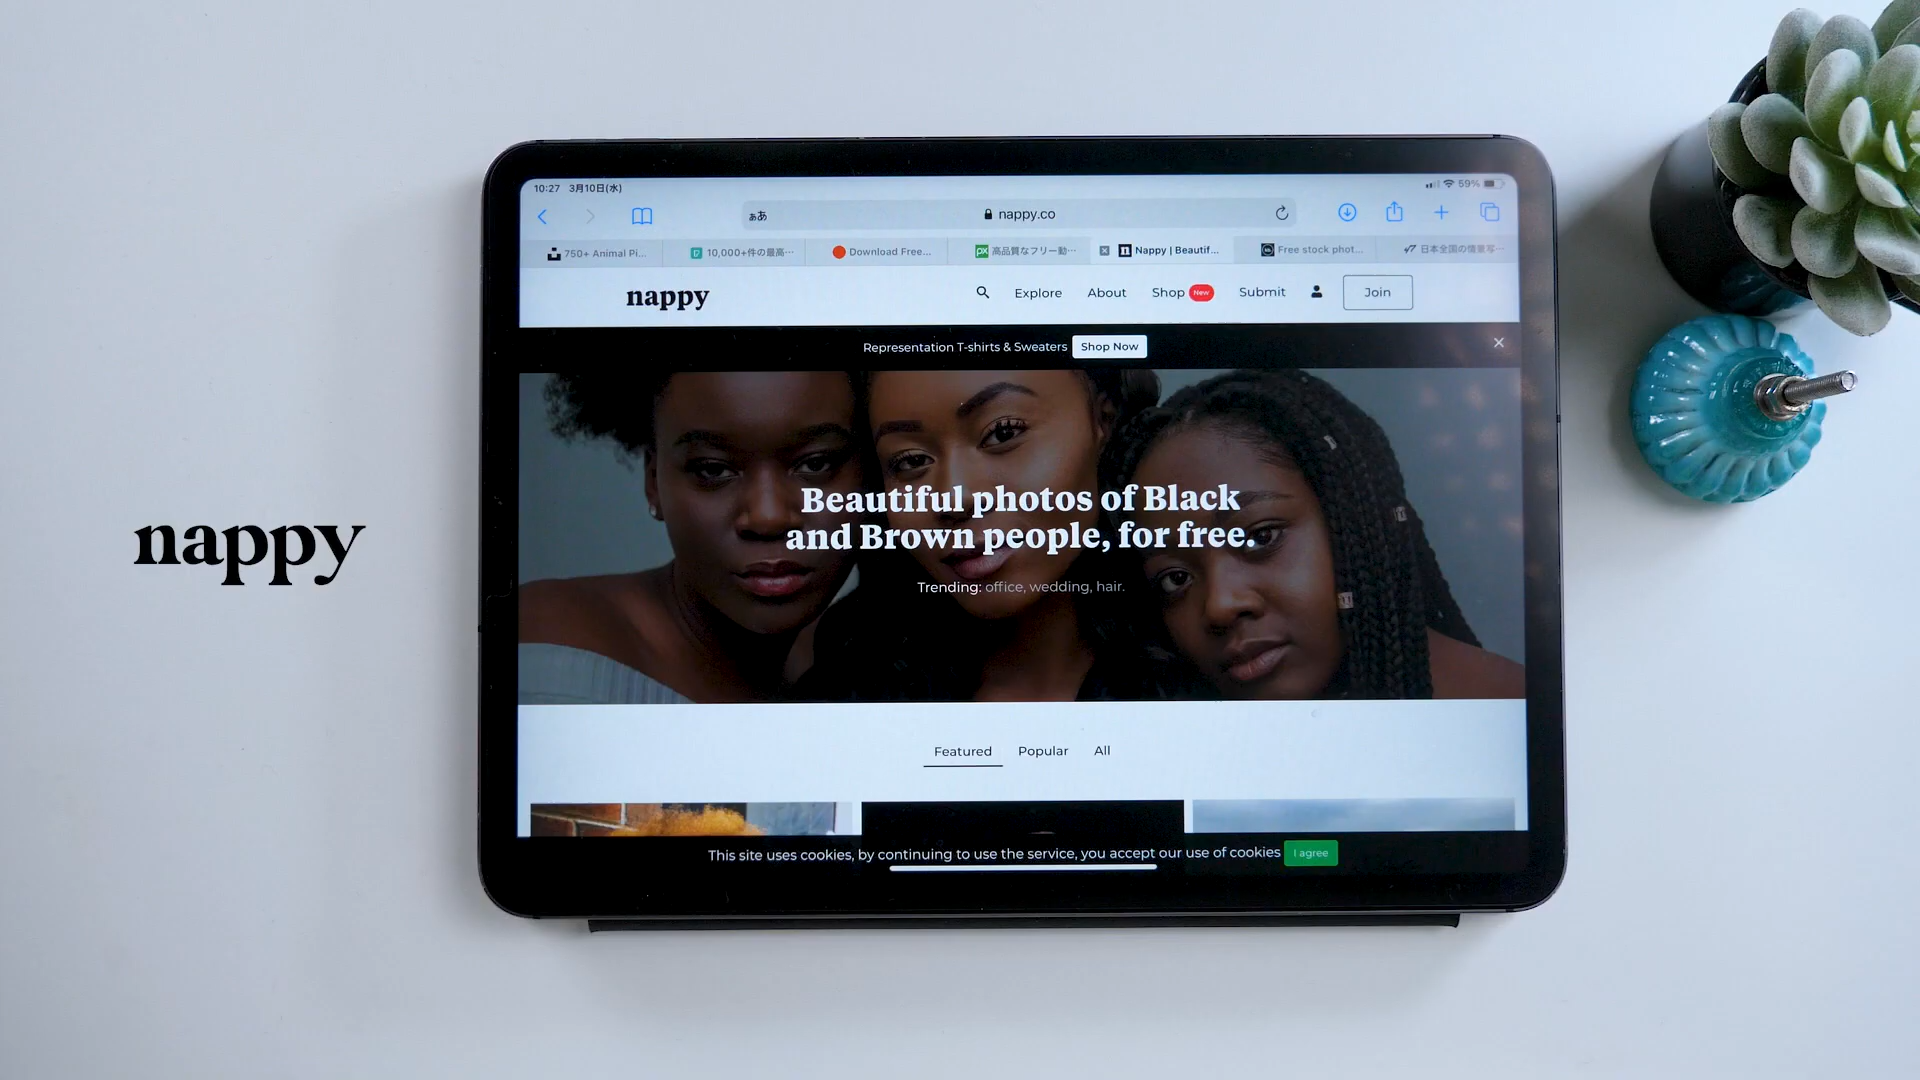 10:27 3月10日(水)
59%
ぁあ
nappy.co
750+ Animal Pi...
10,000+件の最高…
Download Free...
px
高品質なフリー動…
n
Nappy | Beautif...
Free stock phot...
日本全国の情景写…
nappy
Explore
About
Shop New
Submit
Join
Representation T-shirts & Sweaters Shop Now
nappy
Beautiful photos of Black
and Brown people, for free.
Trending: office, wedding, hair.
Featured
Popular
All
This site uses cookies, by continuing to use the service, you accept our use of cookies I agree